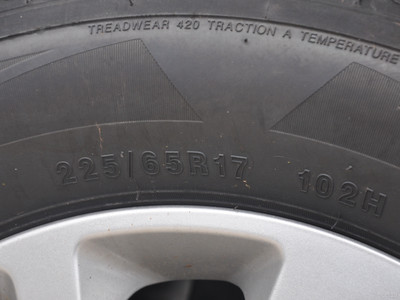 TREADWEAR 420 TRACTION A TEMPERATURE
225/65R17 102H